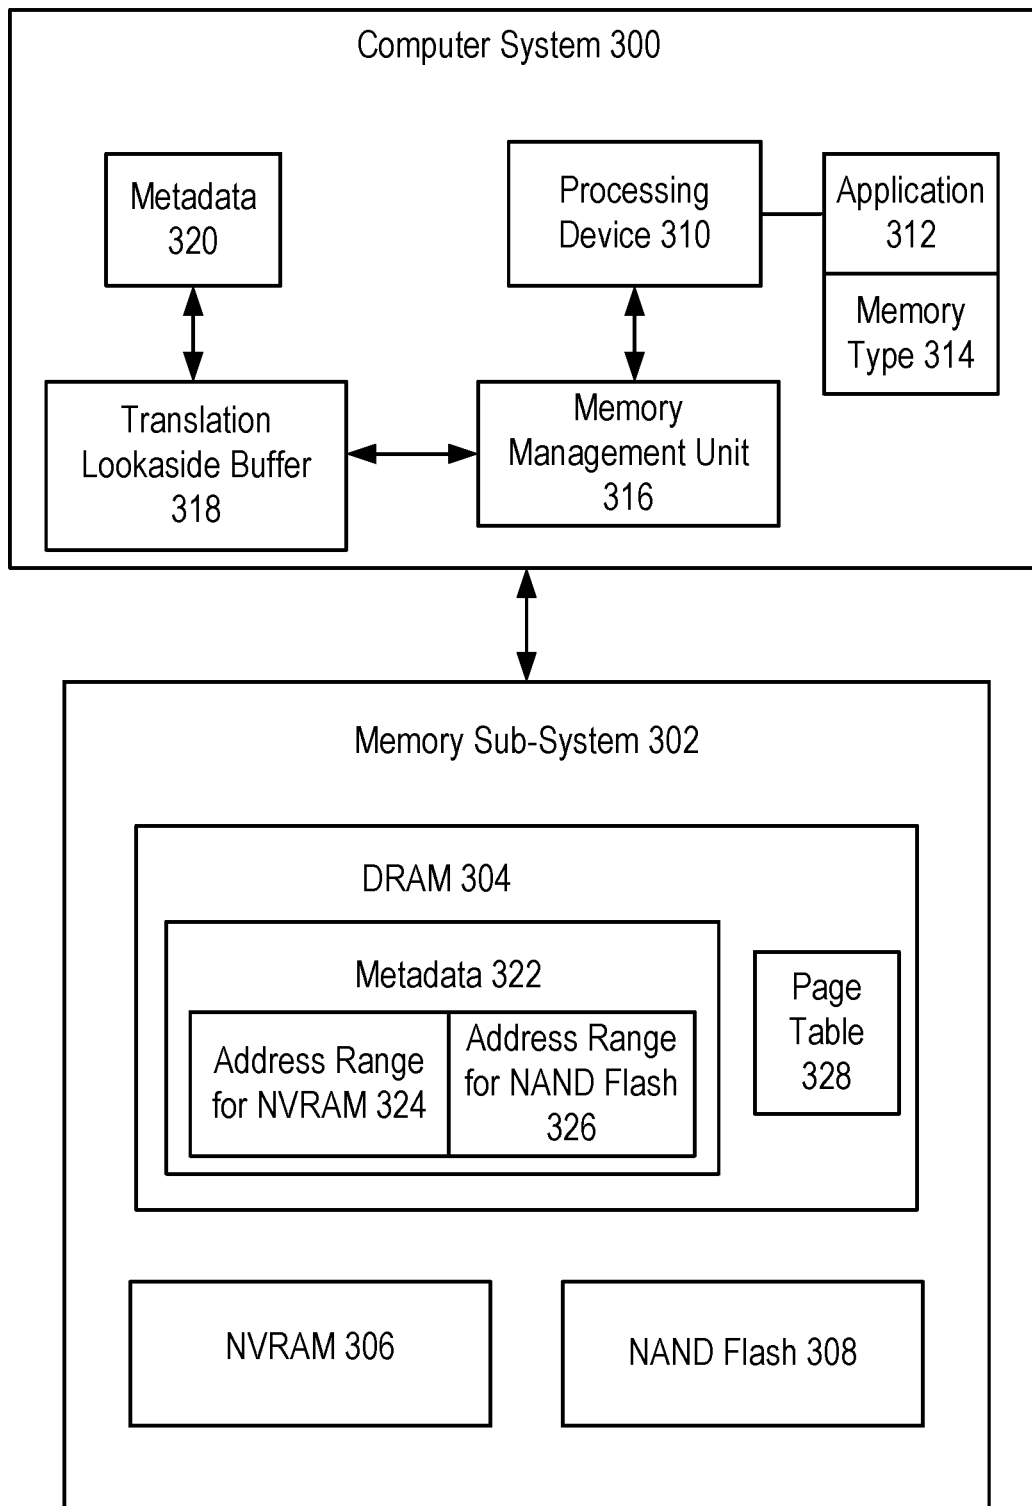 Computer System 300
Metadata
320
Processing
Device 310
Application
312
Memory
Type 314
Translation
Lookaside Buffer
318
Memory
Management Unit
316
Memory Sub-System 302
DRAM 304
Metadata 322
Address Range
for NVRAM 324
Address Range
for NAND Flash
326
Page
Table
328
NVRAM 306
NAND Flash 308